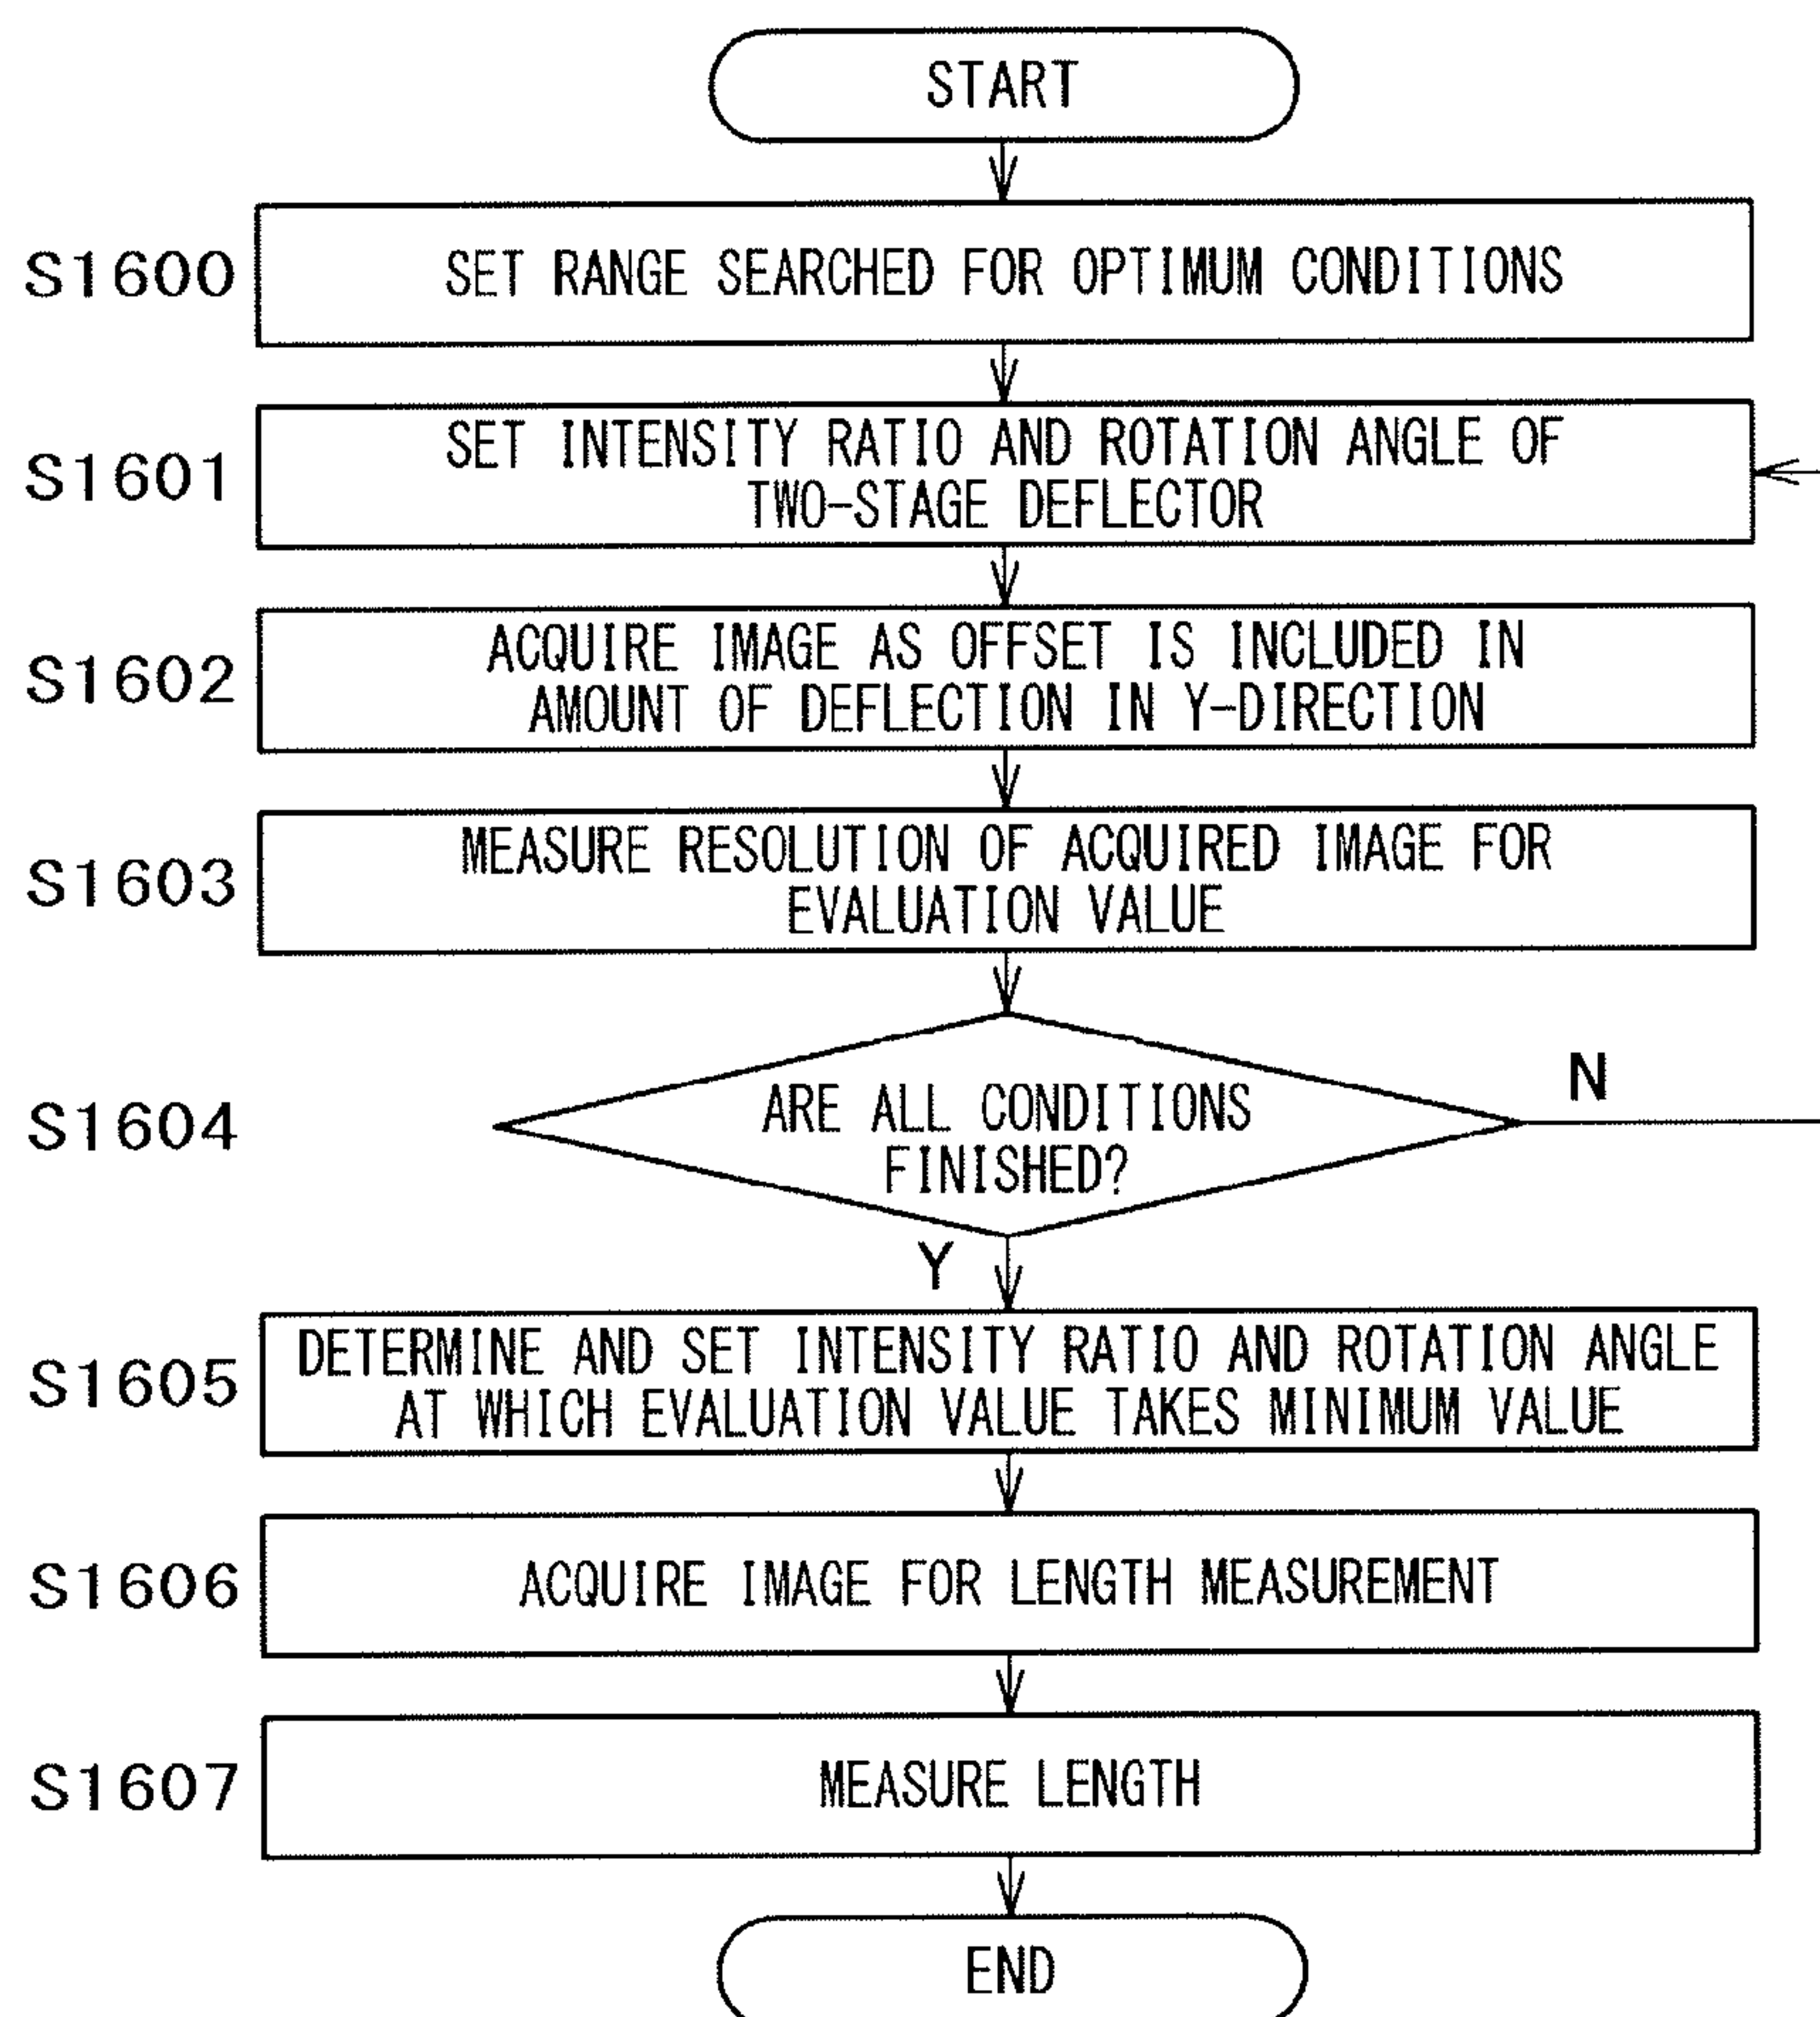 START
S1600
SET RANGE SEARCHED FOR OPTIMUM CONDITIONS
S1601
SET INTENSITY RATIO AND ROTATION ANGLE OF
TWO-STAGE DEFLECTOR
S1602
ACQUIRE IMAGE AS OFFSET IS INCLUDED IN
AMOUNT OF DEFLECTION IN Y-DIRECTION
S1603
MEASURE RESOLUTION OF ACQUIRED IMAGE FOR
EVALUATION VALUE
S1604
ARE ALL CONDITIONS
FINISHED?
N
Y
S1605
DETERMINE AND SET INTENSITY RATIO AND ROTATION ANGLE
AT WHICH EVALUATION VALUE TAKES MINIMUM VALUE
S1606
ACQUIRE IMAGE FOR LENGTH MEASUREMENT
S1607
MEASURE LENGTH
END